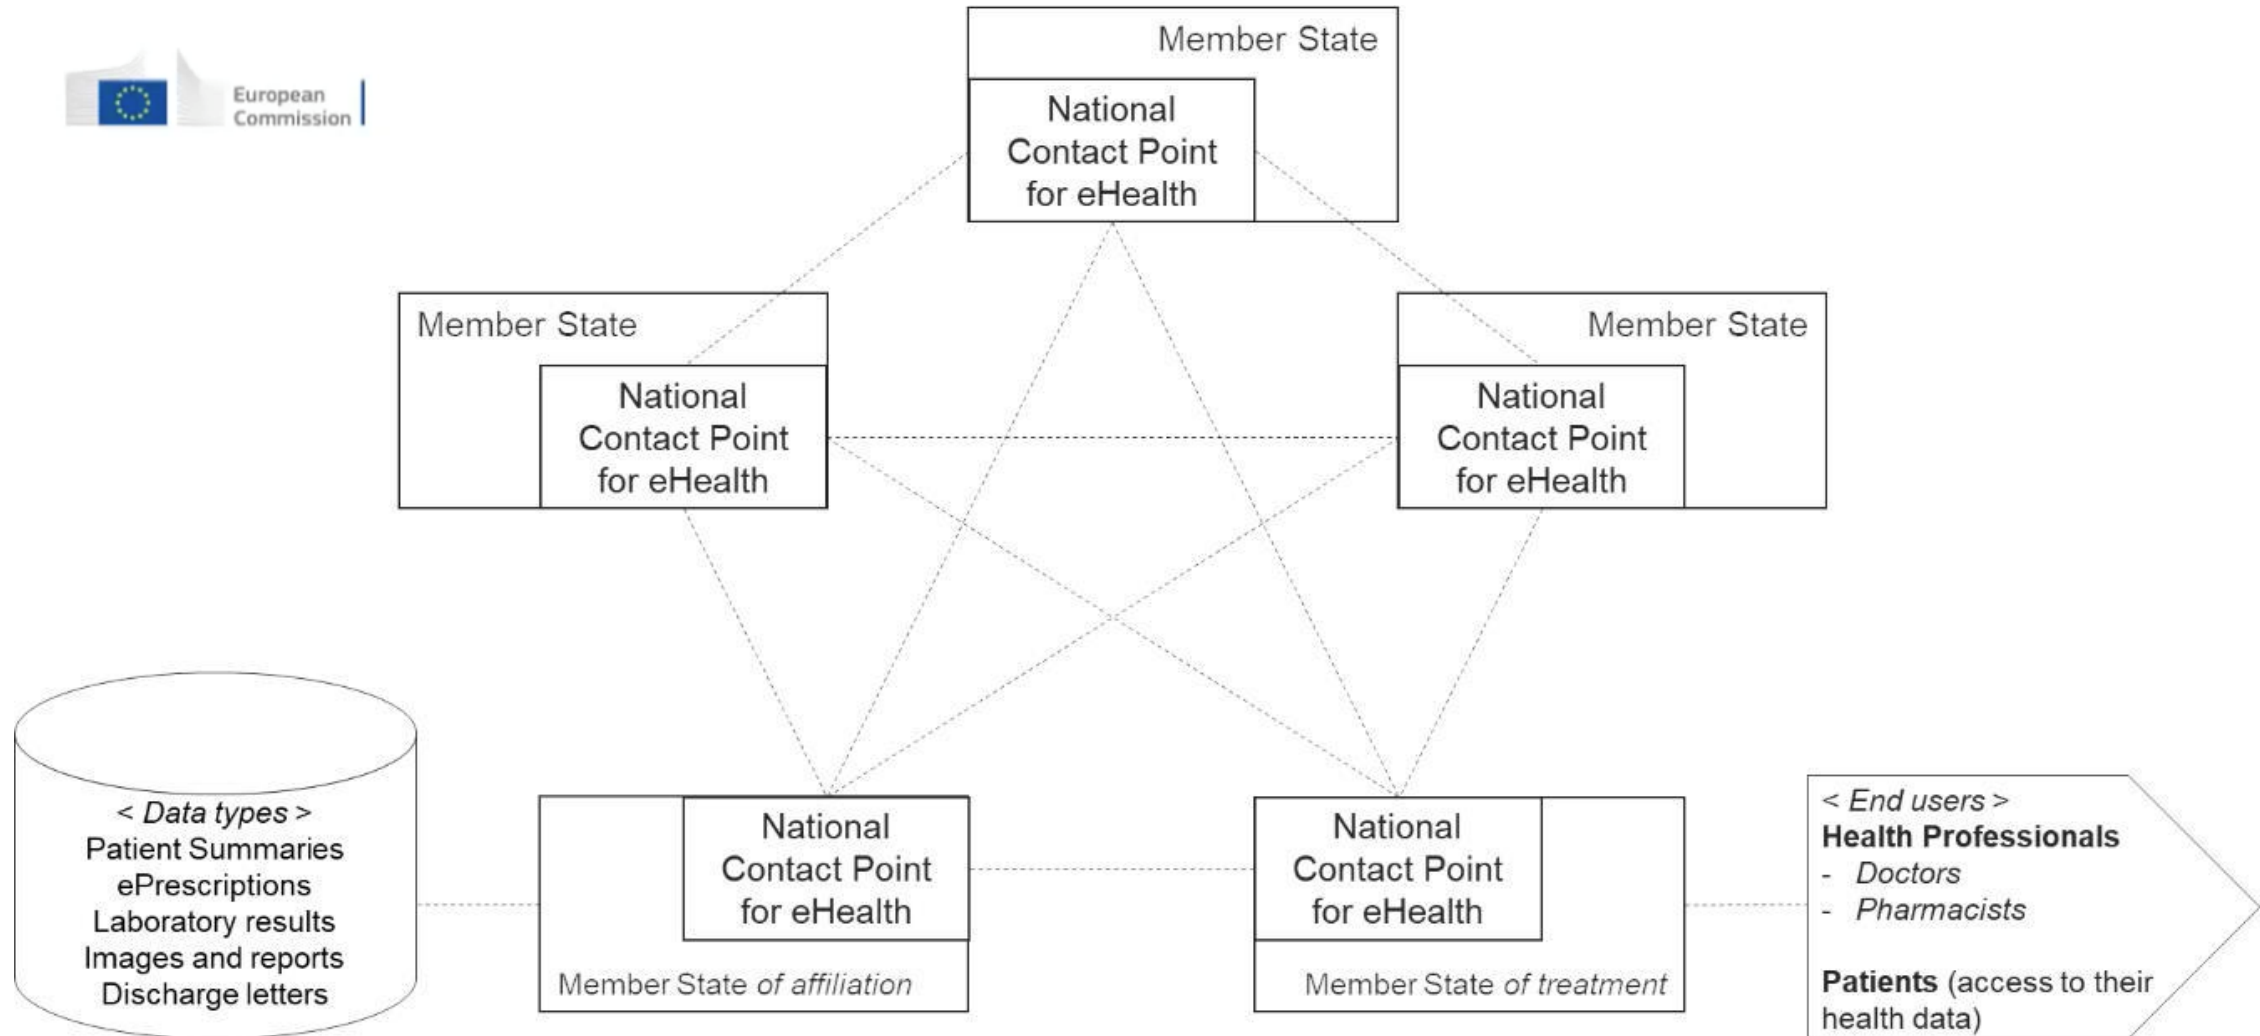 European
Commission
Member State
National
Contact Point
for eHealth
Member State
National
Contact Point
for eHealth
Member State
National
Contact Point
for eHealth
< Data types >
Patient Summaries
ePrescriptions
Laboratory results
Images and reports
Discharge letters
National
Contact Point
for eHealth
Member State of affiliation
National
Contact Point
for eHealth
Member State of treatment
< End users >
Health Professionals
- Doctors
- Pharmacists
Patients (access to their
health data)